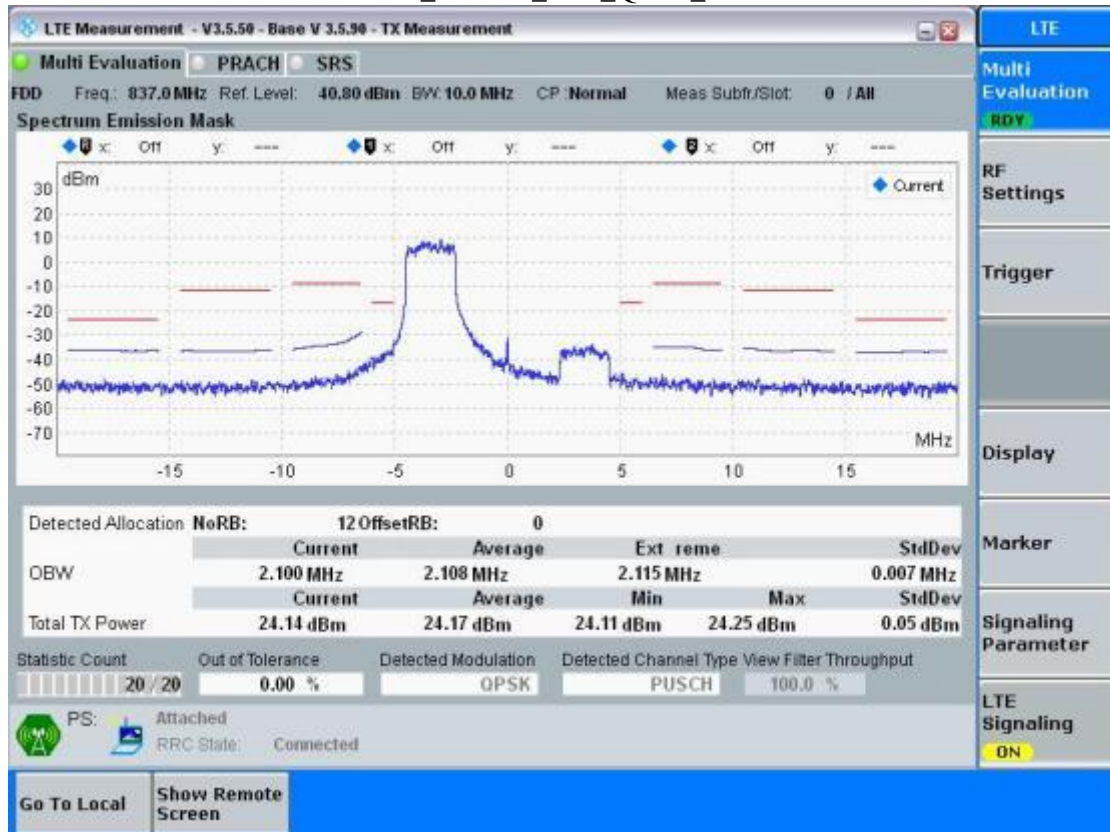 LTE Measurement - V3.5.50 - Base V 3.5.90 - TX Measurement
LTE
Multi Evaluation PRACH SRS
Multi
Evaluation
RDY
FDD Freq.: 837.0 MHz Ref. Level: 40.80 dBm BW: 10.0 MHz CP :Normal Meas Subfr./Slot: 0 / All
Spectrum Emission Mask
x: Off y: --- x: Off y: --- x: Off y: ---
dBm
Current
30
20
10
0
-10
-20
-30
-40
-50
-60
-70
MHz
-15 -10 -5 0 5 10 15
RF
Settings
Trigger
Display
Marker
Signaling
Parameter
LTE
Signaling
ON
Detected Allocation NoRB: 12 OffsetRB: 0
Current Average Ext reme StdDev
OBW 2.100 MHz 2.108 MHz 2.115 MHz 0.007 MHz
Current Average Min Max StdDev
Total TX Power 24.14 dBm 24.17 dBm 24.11 dBm 24.25 dBm 0.05 dBm
Statistic Count Out of Tolerance Detected Modulation Detected Channel Type View Filter Throughput
20 / 20 0.00 % QPSK PUSCH 100.0 %
PS: Attached
RRC State: Connected
Go To Local
Show Remote
Screen